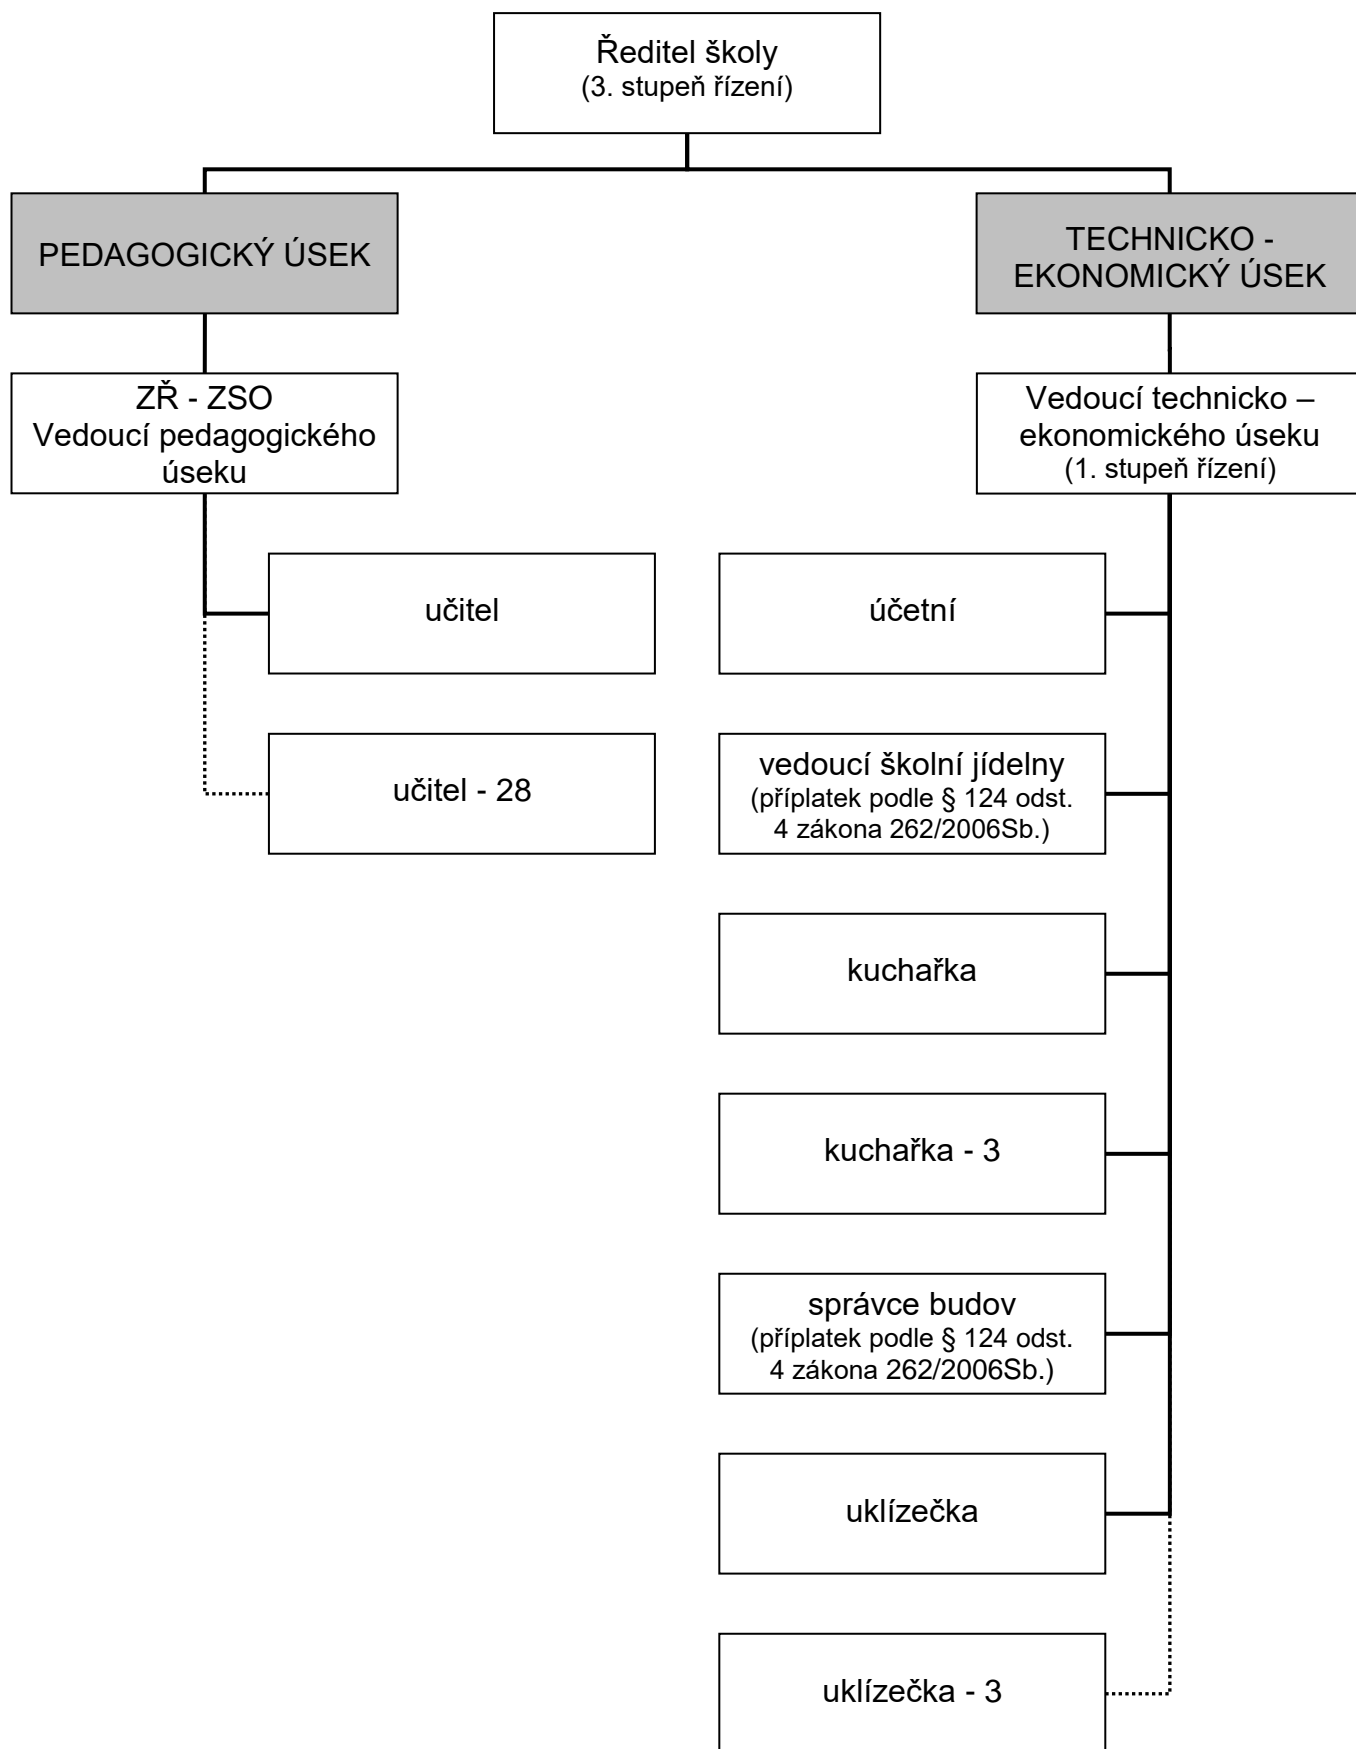 Ředitel školy
(3. stupeň řízení)
PEDAGOGICKÝ ÚSEK
TECHNICKO -
EKONOMICKÝ ÚSEK
ZŘ - ZSO
Vedoucí pedagogického
úseku
Vedoucí technicko –
ekonomického úseku
(1. stupeň řízení)
učitel
účetní
učitel - 28
vedoucí školní jídelny
(příplatek podle § 124 odst.
4 zákona 262/2006Sb.)
kuchařka
kuchařka - 3
správce budov
(příplatek podle § 124 odst.
4 zákona 262/2006Sb.)
uklízečka
uklízečka - 3